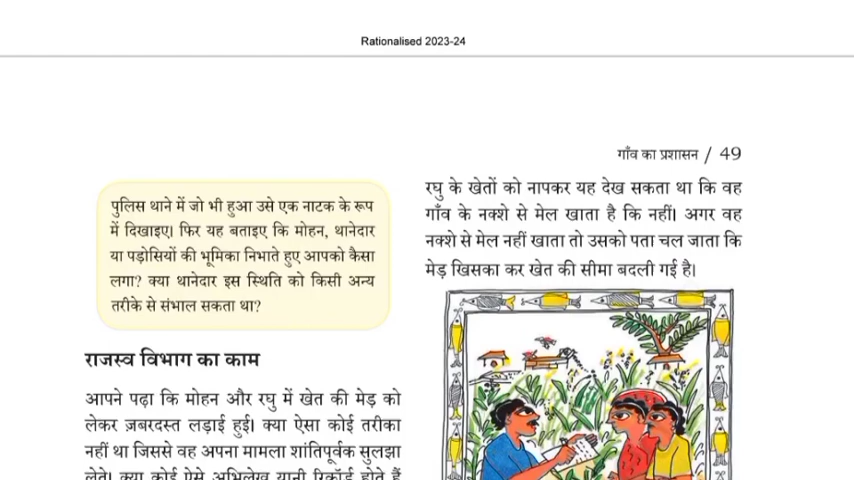 Rationalised 2023-24
गाँव का प्रशासन / 49
पुलिस थाने में जो भी हुआ उसे एक नाटक के रूप
में दिखाइए। फिर यह बताइए कि मोहन, थानेदार
या पड़ोसियों की भूमिका निभाते हुए आपको कैसा
लगा? क्या थानेदार इस स्थिति को किसी अन्य
तरीके से संभाल सकता था?
राजस्व विभाग का काम
आपने पढ़ा कि मोहन और रघु में खेत की मेड़ को
लेकर ज़बरदस्त लड़ाई हुई। क्या ऐसा कोई तरीका
नहीं था जिससे वह अपना मामला शांतिपूर्वक सुलझा
लेते। क्या कोई ऐसे अभिलेख यानी रिकॉर्ड होते हैं
रघु के खेतों को नापकर यह देख सकता था कि वह
गाँव के नक्शे से मेल खाता है कि नहीं। अगर वह
नक्शे से मेल नहीं खाता तो उसको पता चल जाता कि
मेड़ खिसका कर खेत की सीमा बदली गई है।